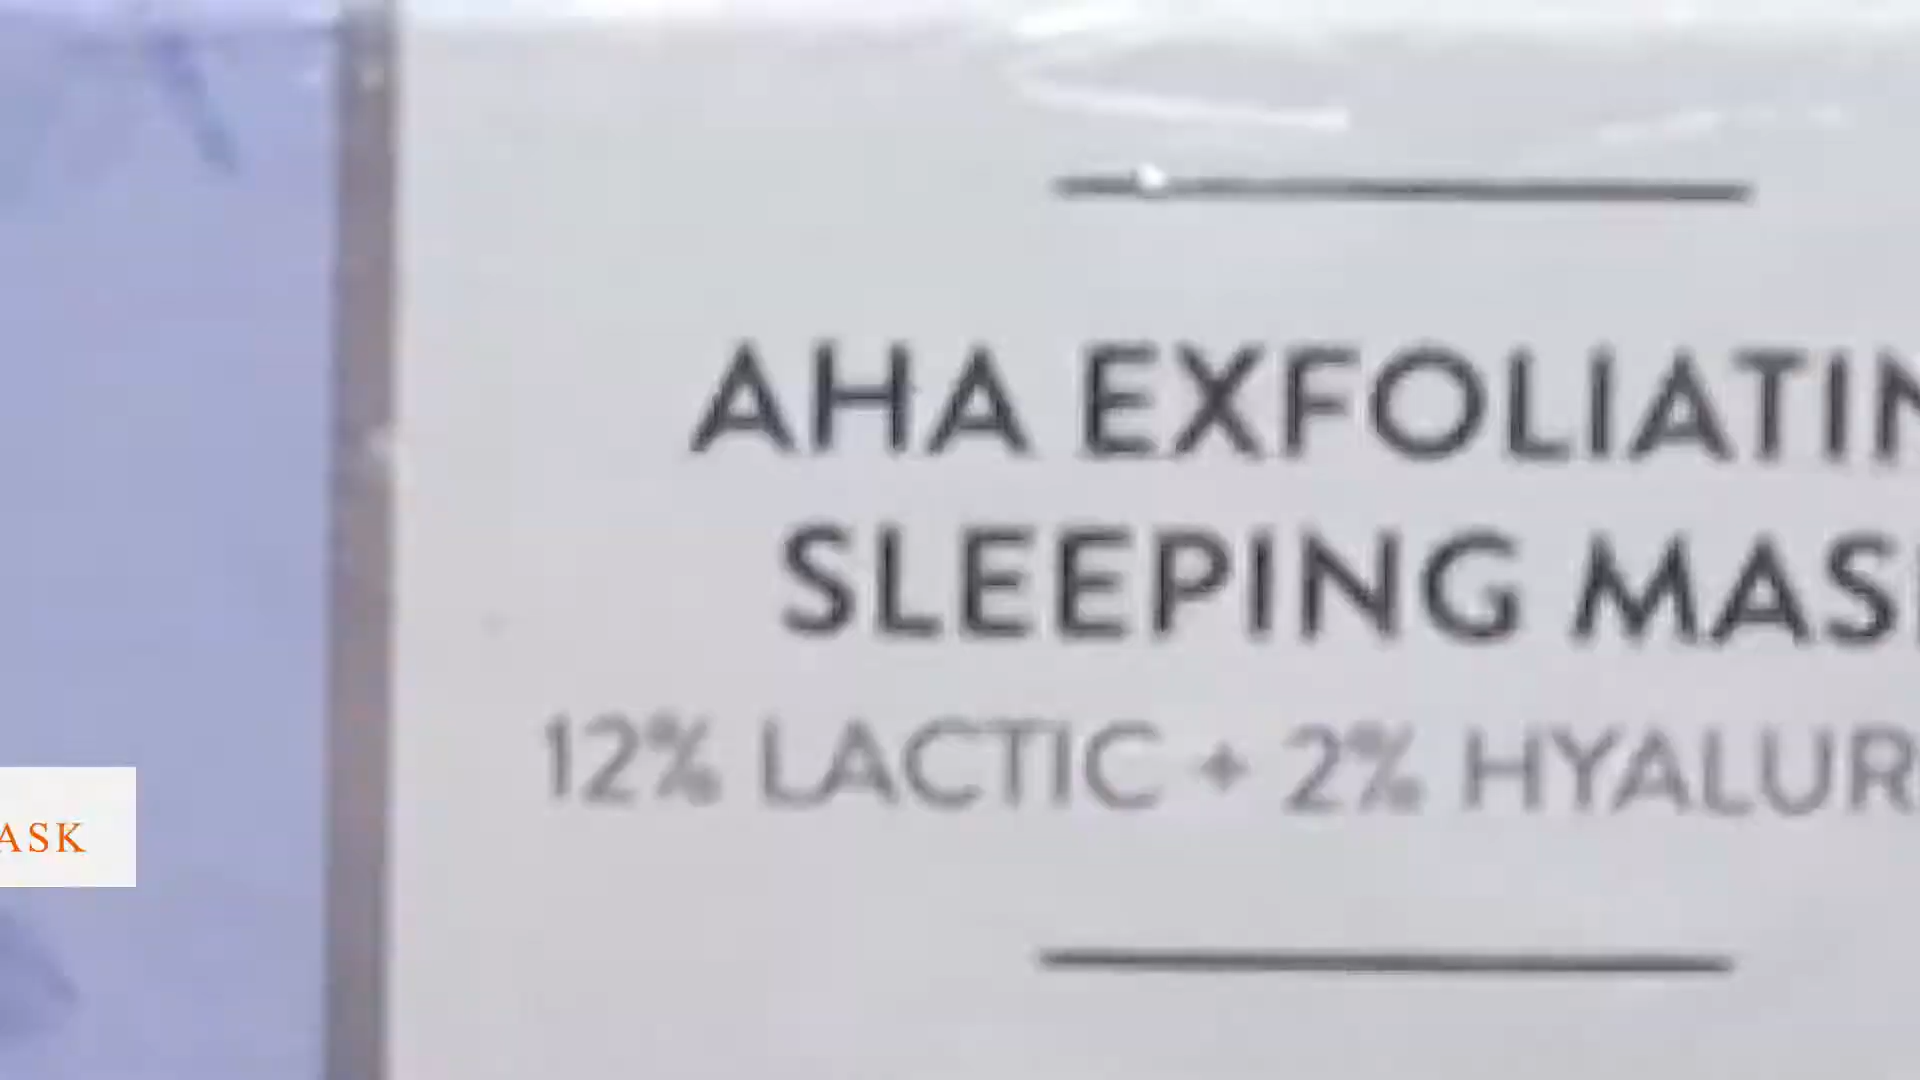 AHA EXFOLIATIN
SLEEPING MAS
12% LACTIC + 2% HYALUR
ASK